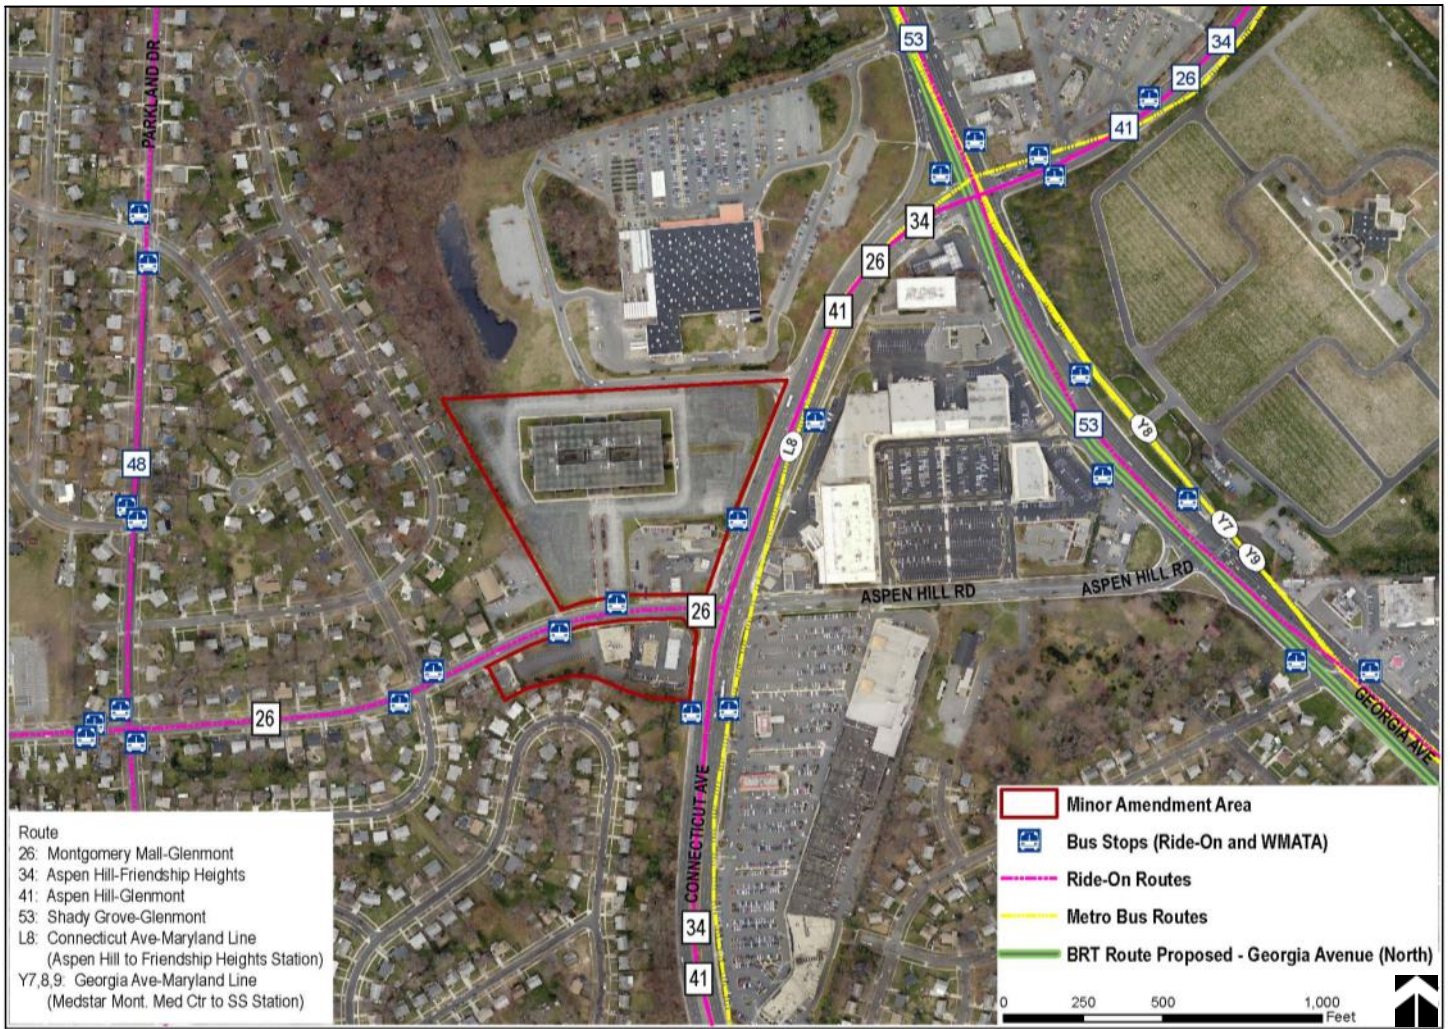 53
34
26
41
PARKLAND DR
34
26
41
53
Y8
L8
48
Y7
Y9
ASPEN HILL RD
ASPEN HILL RD
26
26
GEORGIA AVE
CONNECTICUT AVE
34
41
Route
26: Montgomery Mall-Glenmont
34: Aspen Hill-Friendship Heights
41: Aspen Hill-Glenmont
53: Shady Grove-Glenmont
L8: Connecticut Ave-Maryland Line
(Aspen Hill to Friendship Heights Station)
Y7,8,9: Georgia Ave-Maryland Line
(Medstar Mont. Med Ctr to SS Station)
Minor Amendment Area
Bus Stops (Ride-On and WMATA)
Ride-On Routes
Metro Bus Routes
BRT Route Proposed - Georgia Avenue (North)
0 250 500 1,000
Feet